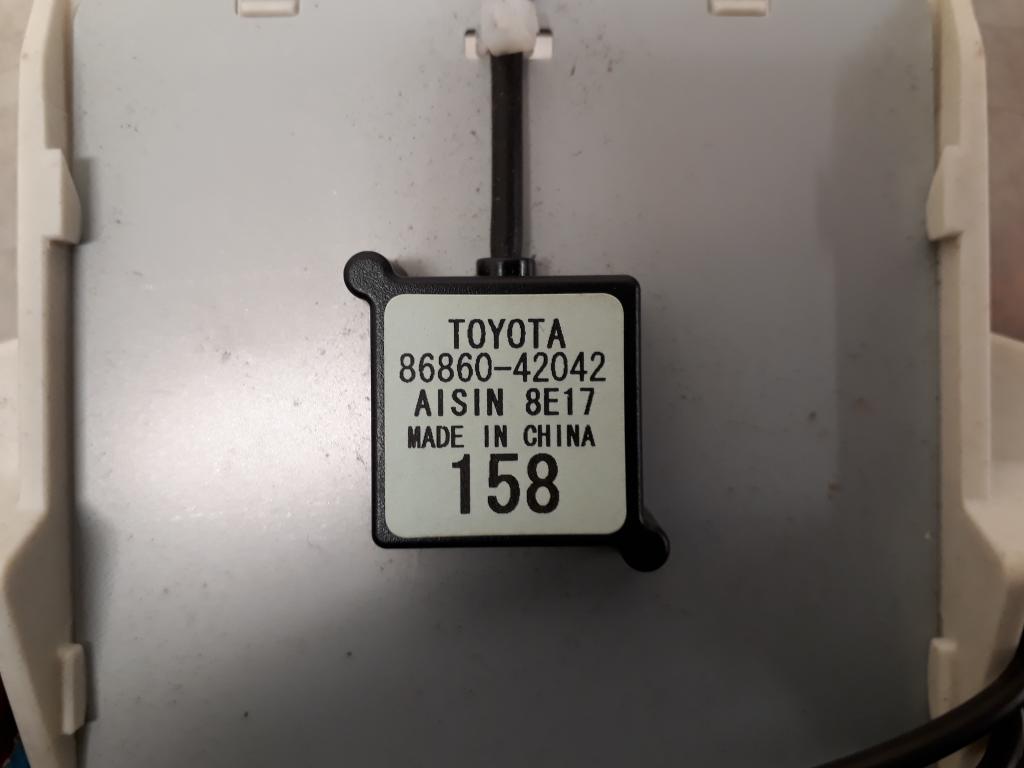 TOYOTA
86860-42042
AISIN 8E17
MADE IN CHINA
158